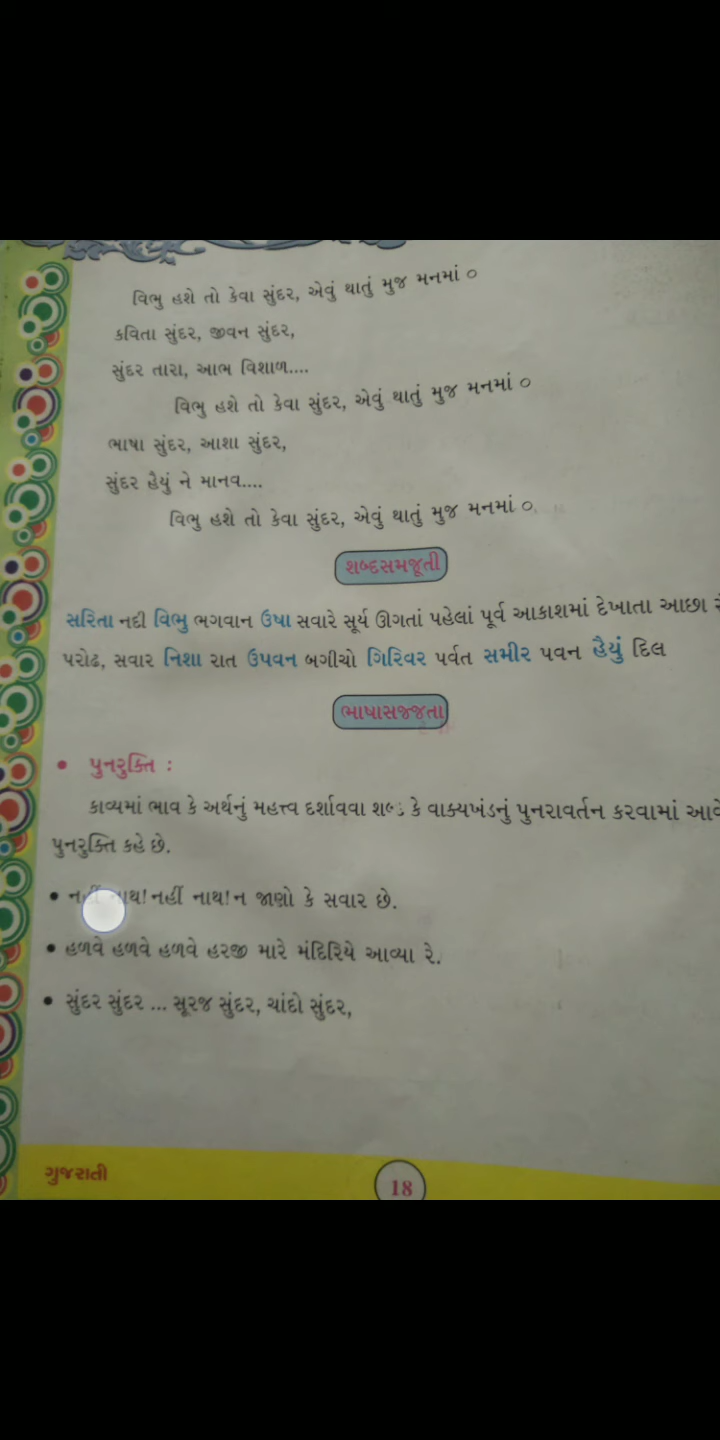 વિભુ હશે તો કેવા સુંદર, એવું થાતું મુજ મનમાં ૦
કવિતા સુંદર, જીવન સુંદર,
સુંદર તારા, આભ વિશાળ....
વિભુ હશે તો કેવા સુંદર, એવું થાતું મુજ મનમાં ૦
ભાષા સુંદર, આશા સુંદર,
સુંદર હૈયું ને માનવ....
વિભુ હશે તો કેવા સુંદર, એવું થાતું મુજ મનમાં ૦
શબ્દસમજૂતી
સરિતા નદી વિભુ ભગવાન ઉષા સવારે સૂર્ય ઊગતાં પહેલાં પૂર્વ આકાશમાં દેખાતા આછા
પરોઢ, સવાર નિશા રાત ઉપવન બગીચો ગિરિવર પર્વત સમીર પવન હૈયું દિલ
ભાષાસજ્જતા
• પુનરુક્તિ :
કાવ્યમાં ભાવ કે અર્થનું મહત્ત્વ દર્શાવવા શબ્દ કે વાક્યખંડનું પુનરાવર્તન કરવામાં
પુનરુક્તિ કહે છે.
• નહીં નાથ! નહીં નાથ! ન જાણો કે સવાર છે.
• હળવે હળવે હળવે હરજી મારે મંદિરિયે આવ્યા રે.
• સુંદર સુંદર ... સૂરજ સુંદર, ચાંદો સુંદર,
ગુજરાતી
18